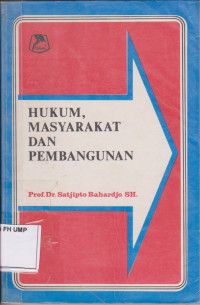 HUKUM,
MASYARAKAT
DAN
PEMBANGUNAN
Prof. Dr. Satjipto Rahardjo SH.
FH UMP